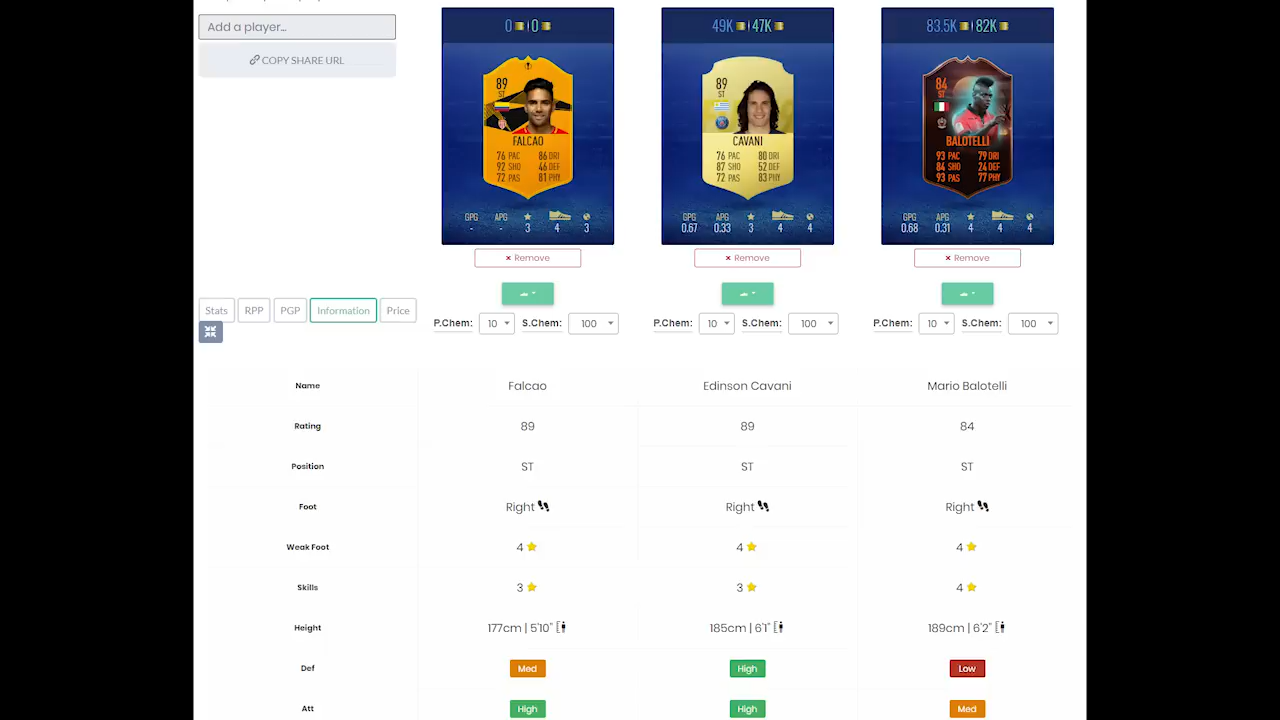 Add a player...
COPY SHARE URL
0 | 0
89
ST
FALCAO
76 PAC 86 DRI
92 SHO 46 DEF
72 PAS 81 PHY
GPG APG
- - 3 4 3
× Remove
49K | 47K
89
ST
CAVANI
76 PAC 80 DRI
87 SHO 52 DEF
72 PAS 83 PHY
GPG APG
0.67 0.33 3 4 4
× Remove
83.5K | 82K
84
ST
BALOTELLI
93 PAC 79 DRI
84 SHO 24 DEF
93 PAS 77 PHY
GPG APG
0.68 0.31 4 4 4
× Remove
Stats RPP PGP Information Price
P.Chem: 10 S.Chem: 100
P.Chem: 10 S.Chem: 100
P.Chem: 10 S.Chem: 100
Name Falcao Edinson Cavani Mario Balotelli
Rating 89 89 84
Position ST ST ST
Foot Right Right Right
Weak Foot 4 4 4
Skills 3 3 4
Height 177cm | 5'10" 185cm | 6'1" 189cm | 6'2"
Def Med High Low
Att High High Med